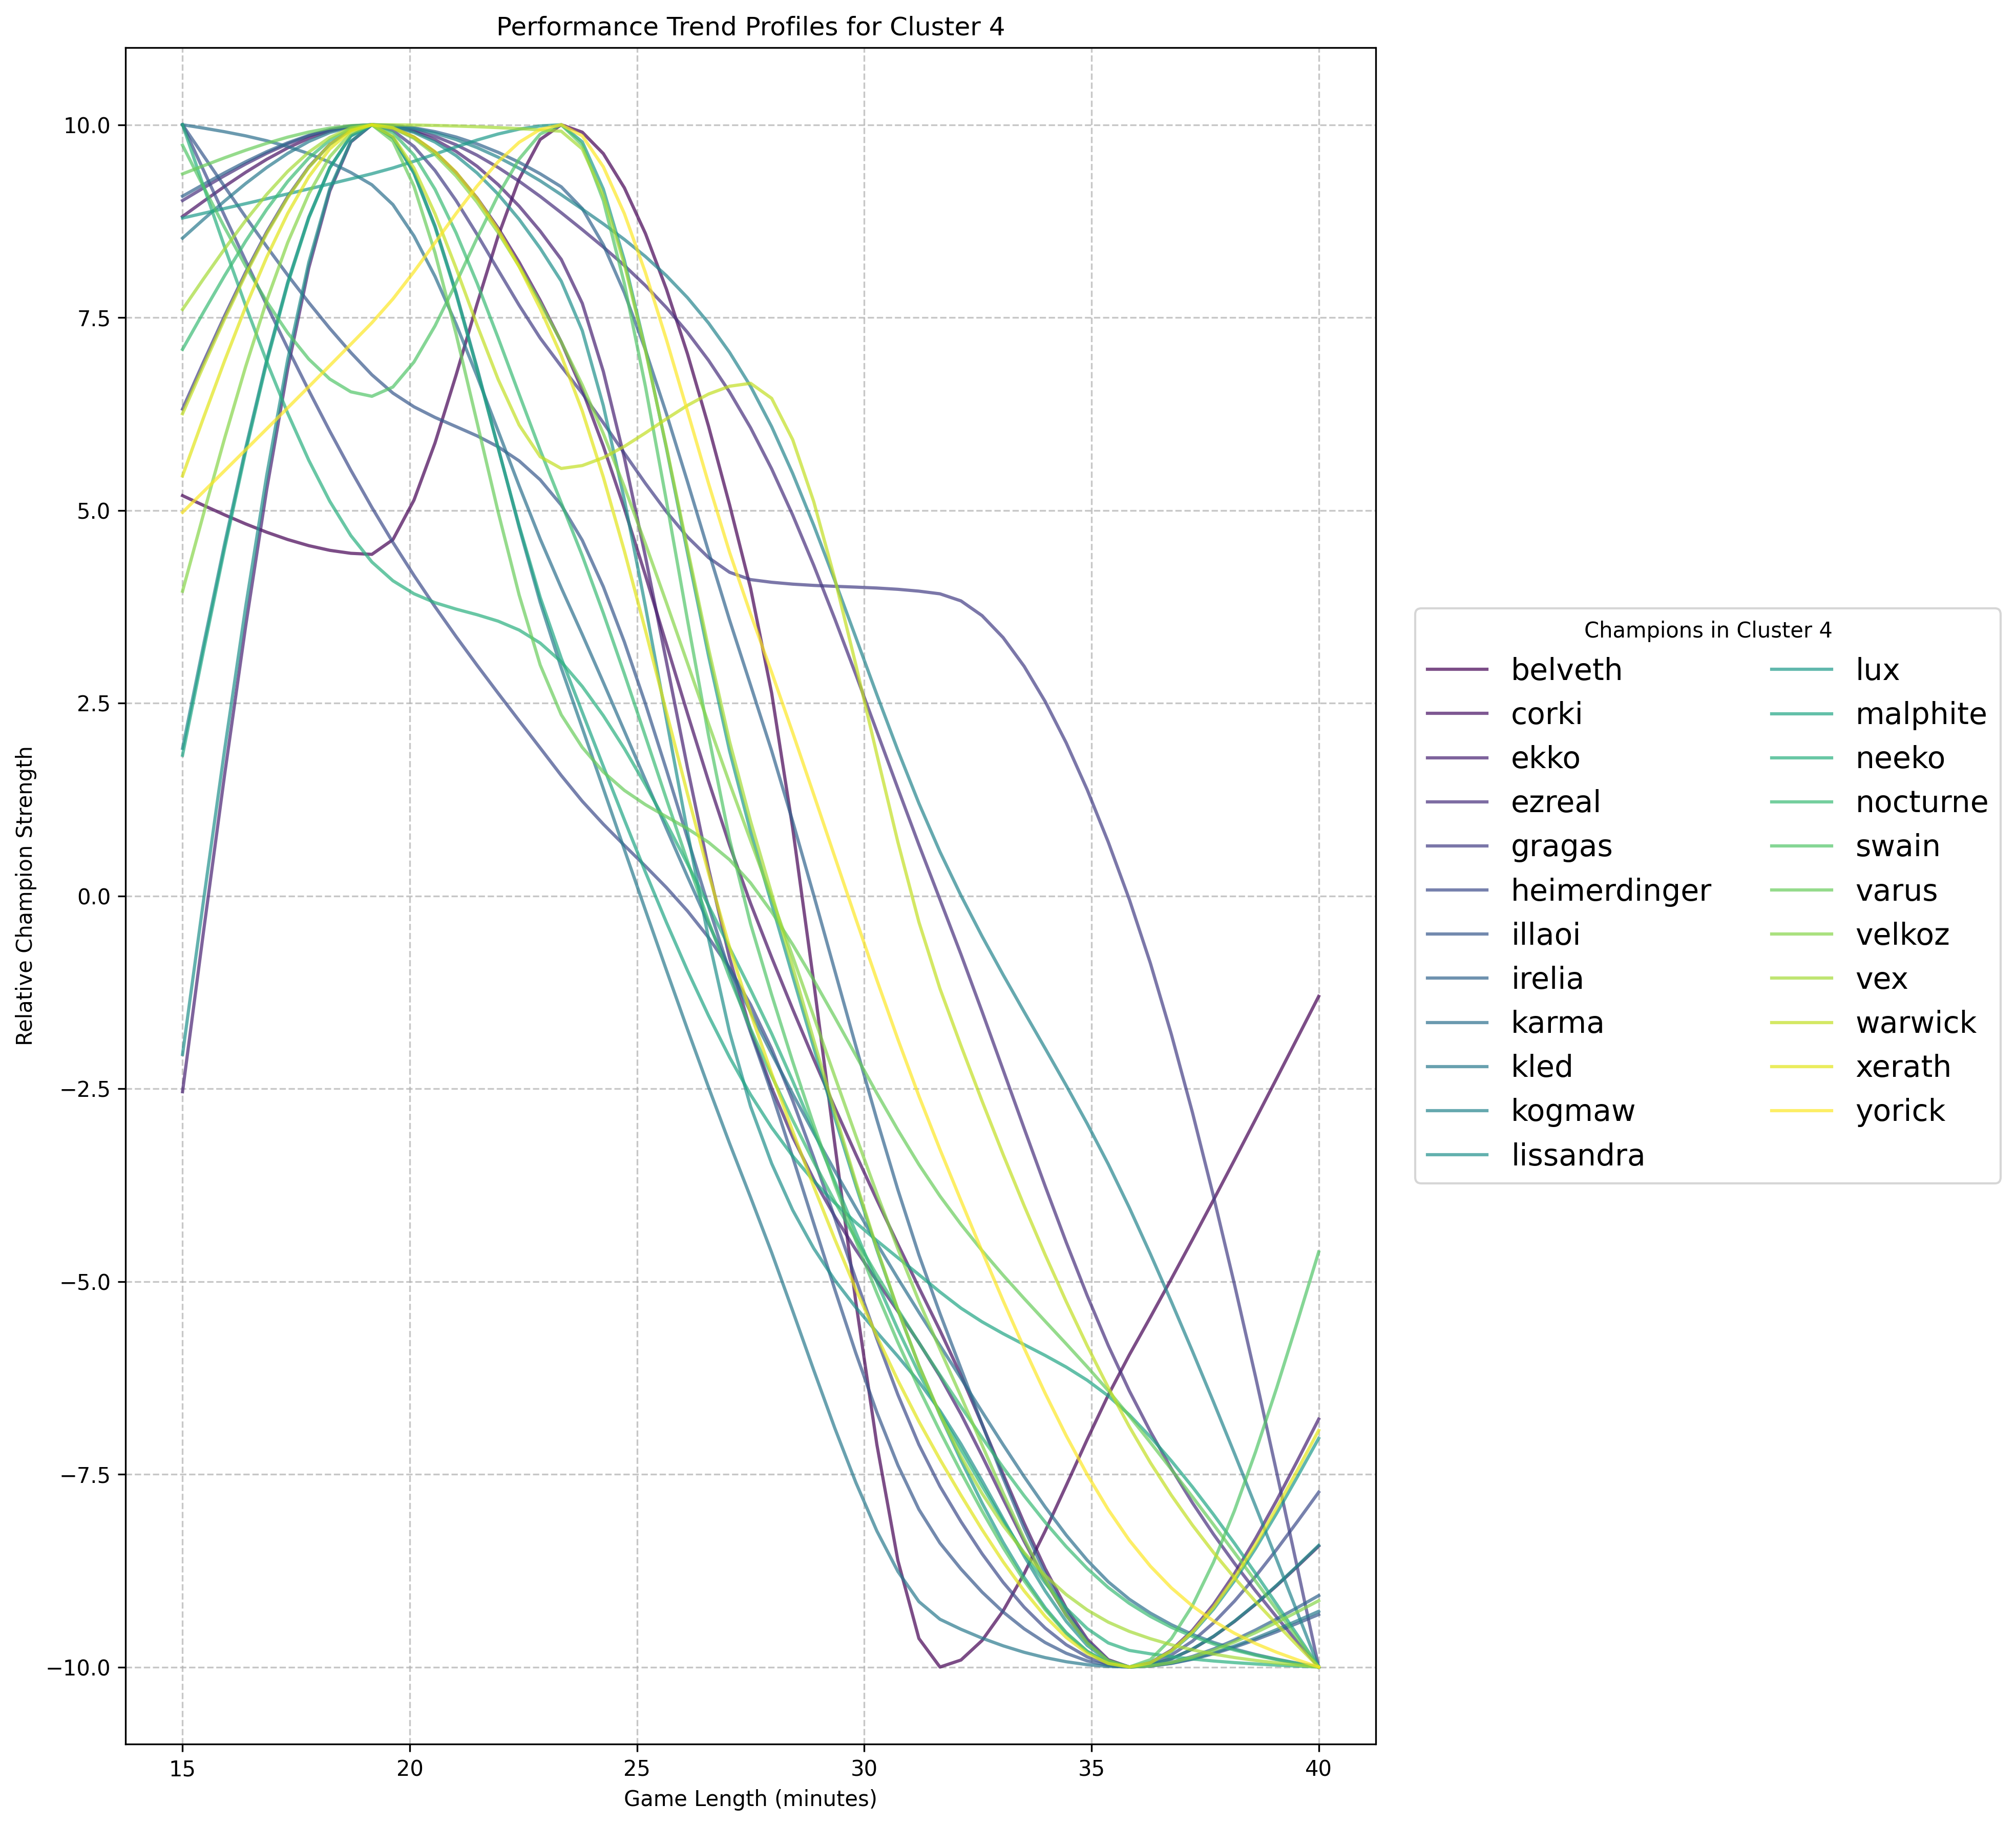 Performance Trend Profiles for Cluster 4
Relative Champion Strength
10.0
7.5
5.0
2.5
0.0
−2.5
−5.0
−7.5
−10.0
15 20 25 30 35 40
Game Length (minutes)
Champions in Cluster 4
belveth
corki
ekko
ezreal
gragas
heimerdinger
illaoi
irelia
karma
kled
kogmaw
lissandra
lux
malphite
neeko
nocturne
swain
varus
velkoz
vex
warwick
xerath
yorick